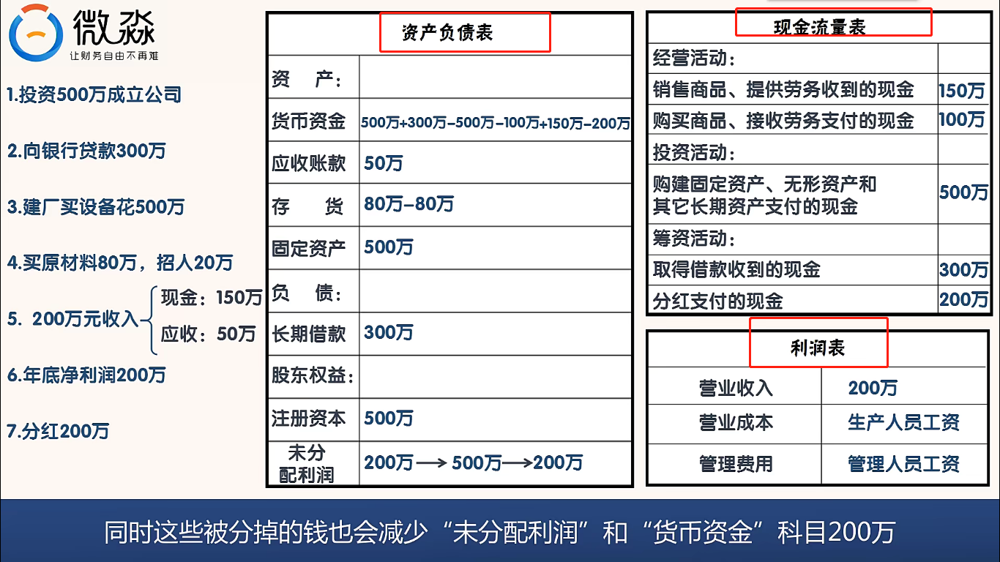 微淼
让财务自由不再难
1.投资500万成立公司
2.向银行贷款300万
3.建厂买设备花500万
4.买原材料80万，招人20万
5. 200万元收入
现金：150万
应收：50万
6.年底净利润200万
7.分红200万
资产负债表
资 产：
货币资金 500万+300万-500万-100万+150万-200万
应收账款 50万
存 货 80万-80万
固定资产 500万
负 债：
长期借款 300万
股东权益：
注册资本 500万
未分
配利润 200万→500万→200万
现金流量表
经营活动：
销售商品、提供劳务收到的现金 150万
购买商品、接收劳务支付的现金 100万
投资活动：
购建固定资产、无形资产和
其它长期资产支付的现金 500万
筹资活动：
取得借款收到的现金 300万
分红支付的现金 200万
利润表
营业收入 200万
营业成本 生产人员工资
管理费用 管理人员工资
同时这些被分掉的钱也会减少“未分配利润”和“货币资金”科目200万